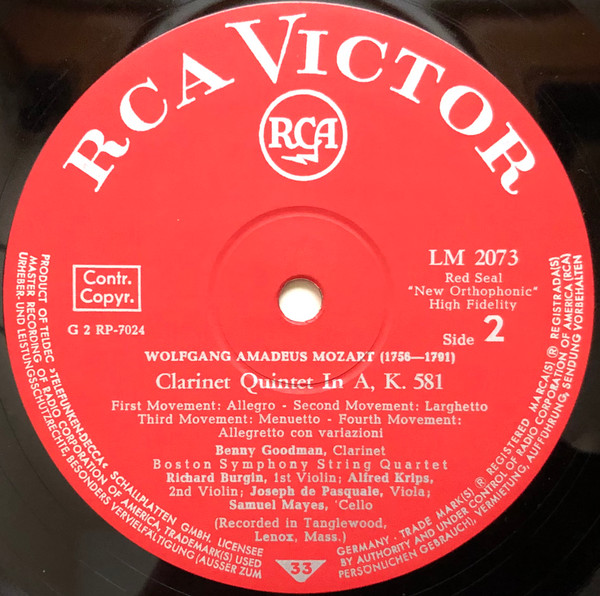 RCA VICTOR
RCA
LM 2073
Red Seal
"New Orthophonic"
High Fidelity
Contr.
Copyr.
G 2 RP-7024
Side 2
WOLFGANG AMADEUS MOZART (1756—1791)
Clarinet Quintet In A, K. 581
First Movement: Allegro - Second Movement: Larghetto
Third Movement: Menuetto - Fourth Movement:
Allegretto con variazioni
Benny Goodman, Clarinet
Boston Symphony String Quartet
Richard Burgin, 1st Violin; Alfred Krips,
2nd Violin; Joseph de Pasquale, Viola;
Samuel Mayes, 'Cello
(Recorded in Tanglewood,
Lenox, Mass.)
33
PRODUCT OF TELDEC »TELEFUNKEN-DECCA« SCHALLPLATTEN GMBH. LICENSEE
MASTER RECORDING OF RADIO CORPORATION OF AMERICA, TRADEMARK(S) USED
URHEBER- UND LEISTUNGSSCHUTZRECHTE, BESONDERS VERVIELFÄLTIGUNG (AUSSER ZUM
GERMANY · TRADE MARK(S) ® REGISTERED MARCA(S) ® REGISTRADA(S)
BY AUTHORITY AND UNDER CONTROL OF RADIO CORPORATION OF AMERICA (RCA)
PERSÖNLICHEN GEBRAUCH), VERMIETUNG, AUFFÜHRUNG, SENDUNG VORBEHALTEN